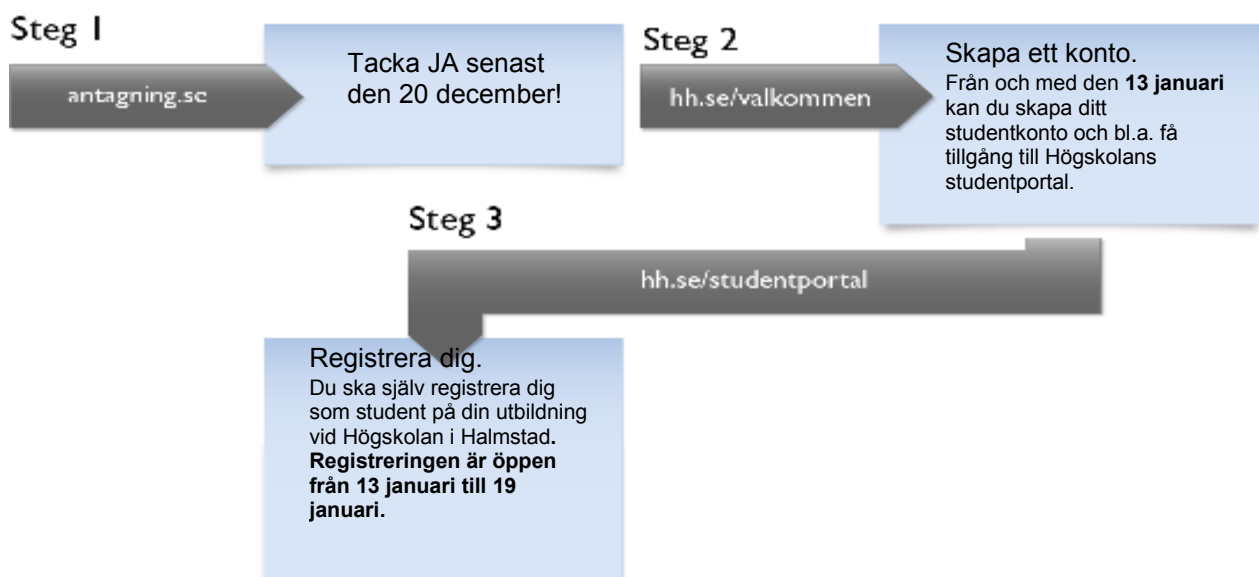 Steg 1
antagning.se
Tacka JA senast
den 20 december!
Steg 2
hh.se/valkommen
Skapa ett konto.
Från och med den 13 januari
kan du skapa ditt
studentkonto och bl.a. få
tillgång till Högskolans
studentportal.
Steg 3
hh.se/studentportal
Registrera dig.
Du ska själv registrera dig
som student på din utbildning
vid Högskolan i Halmstad.
Registreringen är öppen
från 13 januari till 19
januari.